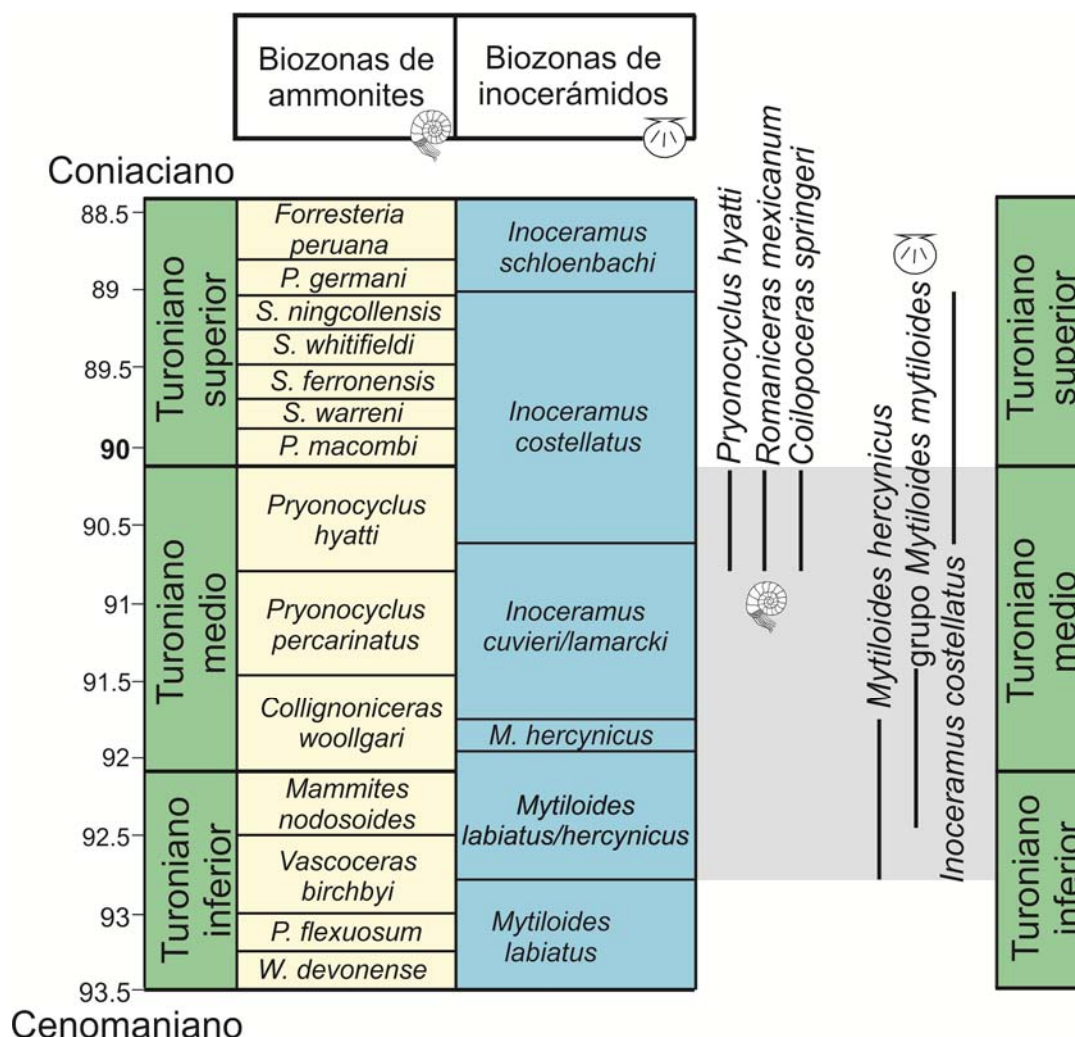 Biozonas de
ammonites
Biozonas de
inocerámidos
Coniaciano
88.5
89
89.5
90
90.5
91
91.5
92
92.5
93
93.5
Cenomaniano
Turoniano
superior
Turoniano
medio
Turoniano
inferior
Forresteria
peruana
P. germani
S. ningcollensis
S. whitifieldi
S. ferronensis
S. warreni
P. macombi
Pryonocyclus
hyatti
Pryonocyclus
percarinatus
Collignoniceras
woollgari
Mammites
nodosoides
Vascoceras
birchbyi
P. flexuosum
W. devonense
Inoceramus
schloenbachi
Inoceramus
costellatus
Inoceramus
cuvieri/lamarcki
M. hercynicus
Mytiloides
labiatus/hercynicus
Mytiloides
labiatus
Pryonocyclus hyatti
Romaniceras mexicanum
Coilopoceras springeri
Mytiloides hercynicus
grupo Mytiloides mytiloides
Inoceramus costellatus
Turoniano
superior
Turoniano
medio
Turoniano
inferior